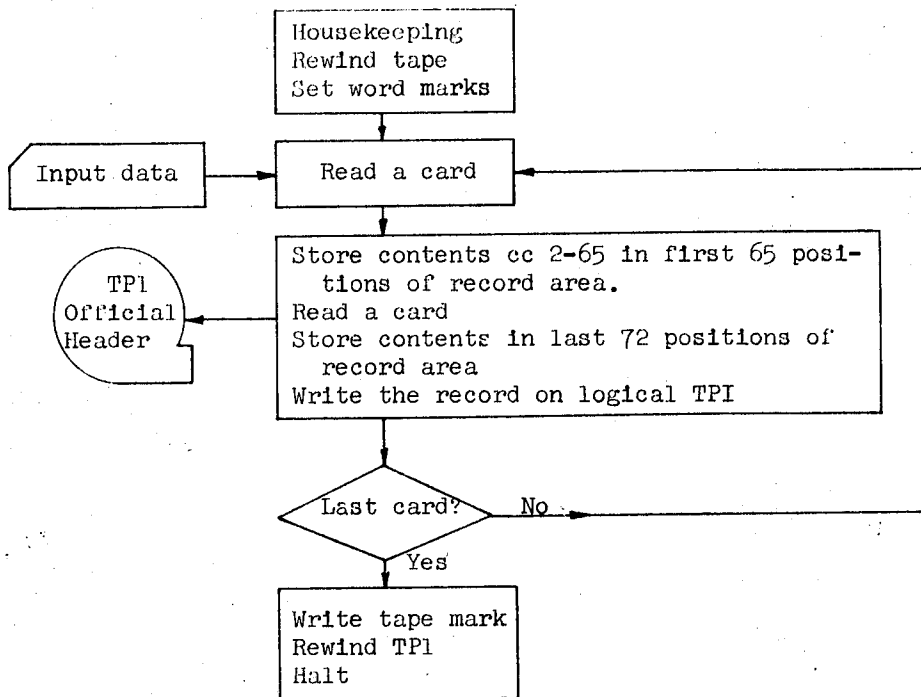 Housekeeping
Rewind tape
Set word marks
Input data
Read a card
Store contents cc 2-65 in first 65 posi-
tions of record area.
Read a card
Store contents in last 72 positions of
record area
Write the record on logical TPI
TP1
Official
Header
Last card?
No
Yes
Write tape mark
Rewind TP1
Halt